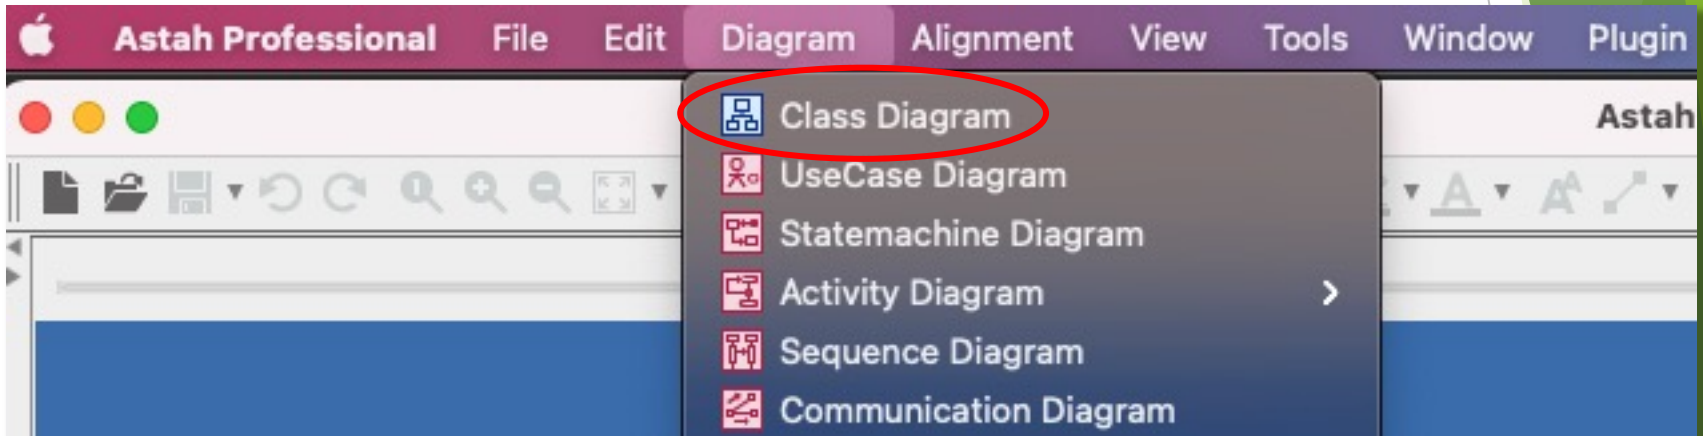 Astah Professional File Edit Diagram Alignment View Tools Window Plugin
Class Diagram
Astah
UseCase Diagram
Statemachine Diagram
Activity Diagram
Sequence Diagram
Communication Diagram